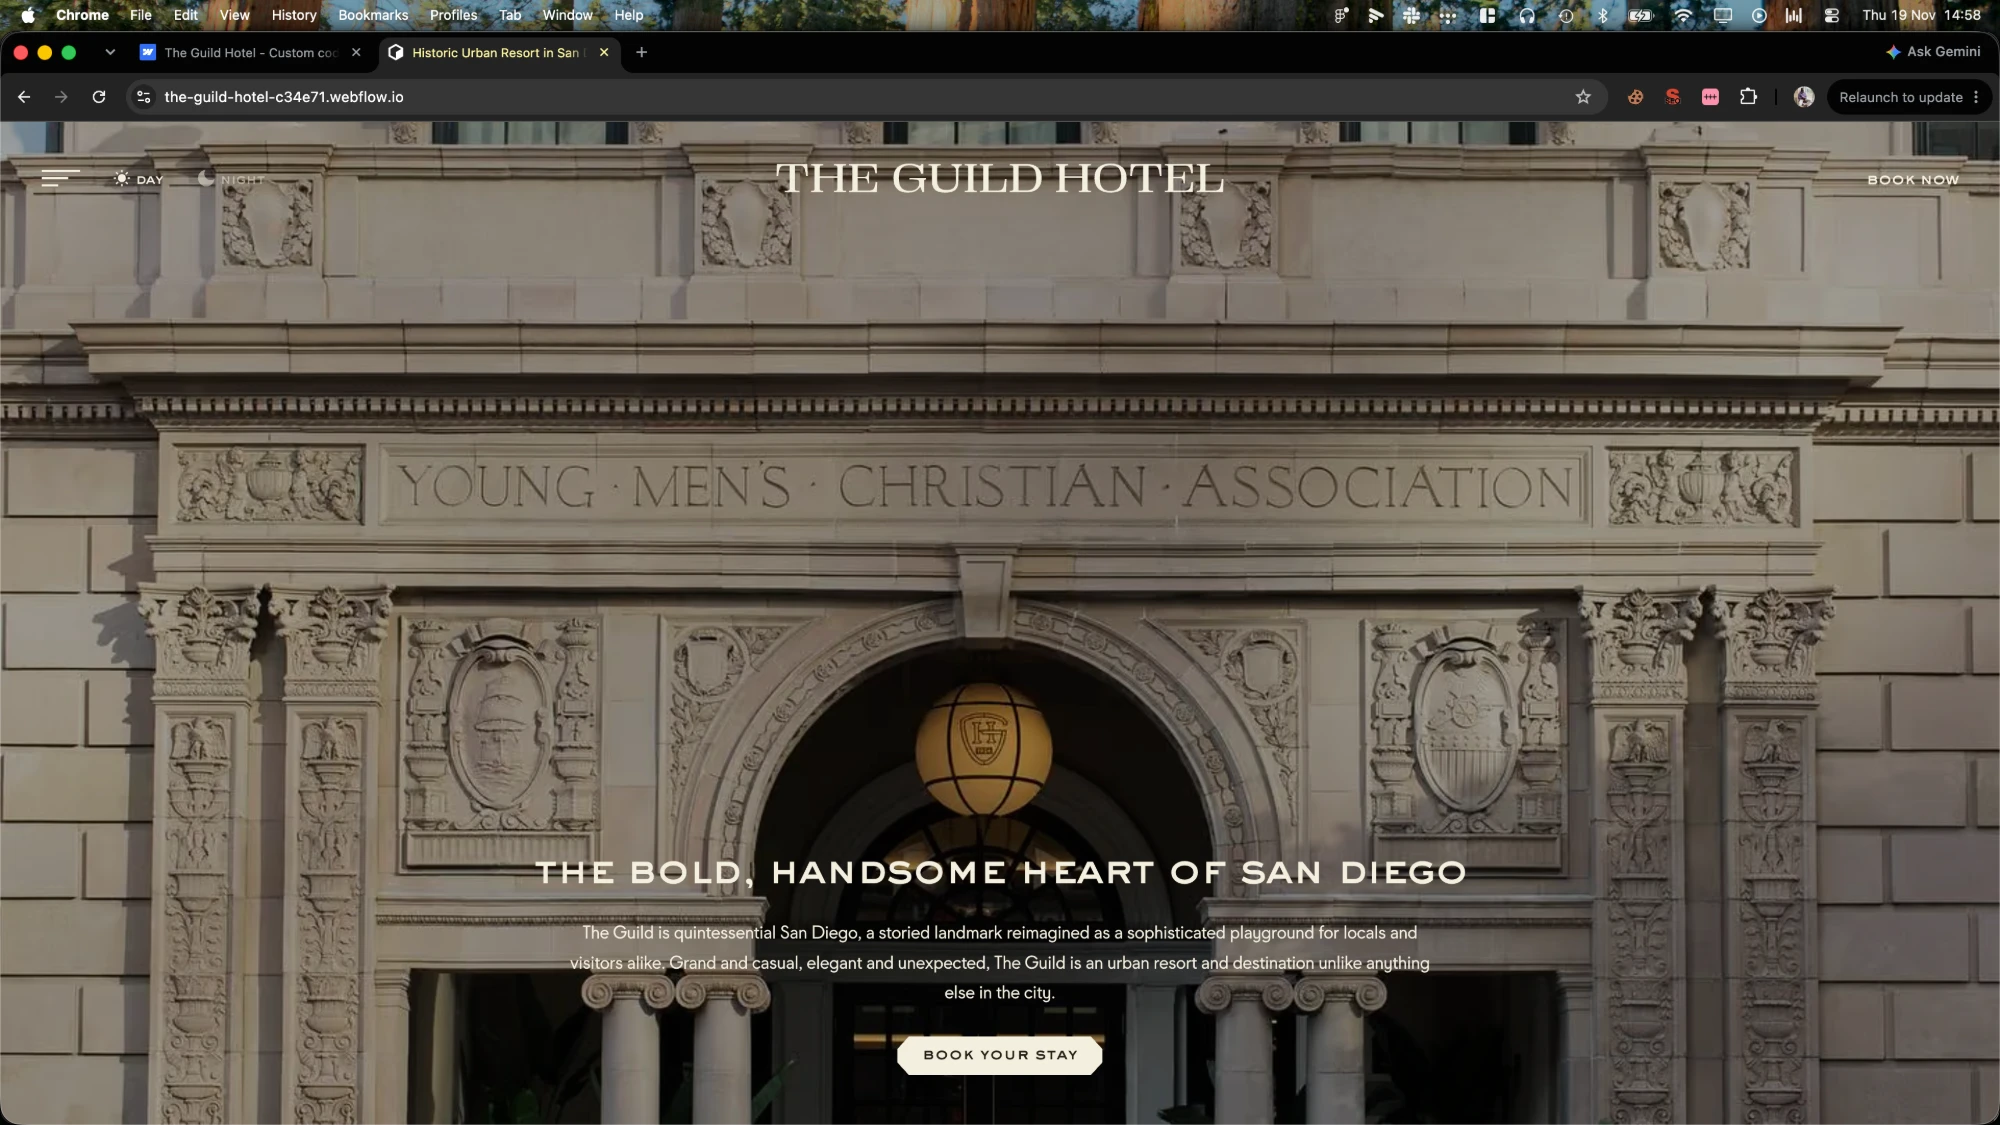 Chrome File Edit View History Bookmarks Profiles Tab Window Help Thu 19 Nov 14:58
The Guild Hotel - Custom coc Historic Urban Resort in San Ask Gemini
the-guild-hotel-c34e71.webflow.io Relaunch to update
DAY NIGHT THE GUILD HOTEL BOOK NOW
YOUNG · MEN'S · CHRISTIAN · ASSOCIATION
THE BOLD, HANDSOME HEART OF SAN DIEGO
The Guild is quintessential San Diego, a storied landmark reimagined as a sophisticated playground for locals and
visitors alike. Grand and casual, elegant and unexpected, The Guild is an urban resort and destination unlike anything
else in the city.
BOOK YOUR STAY